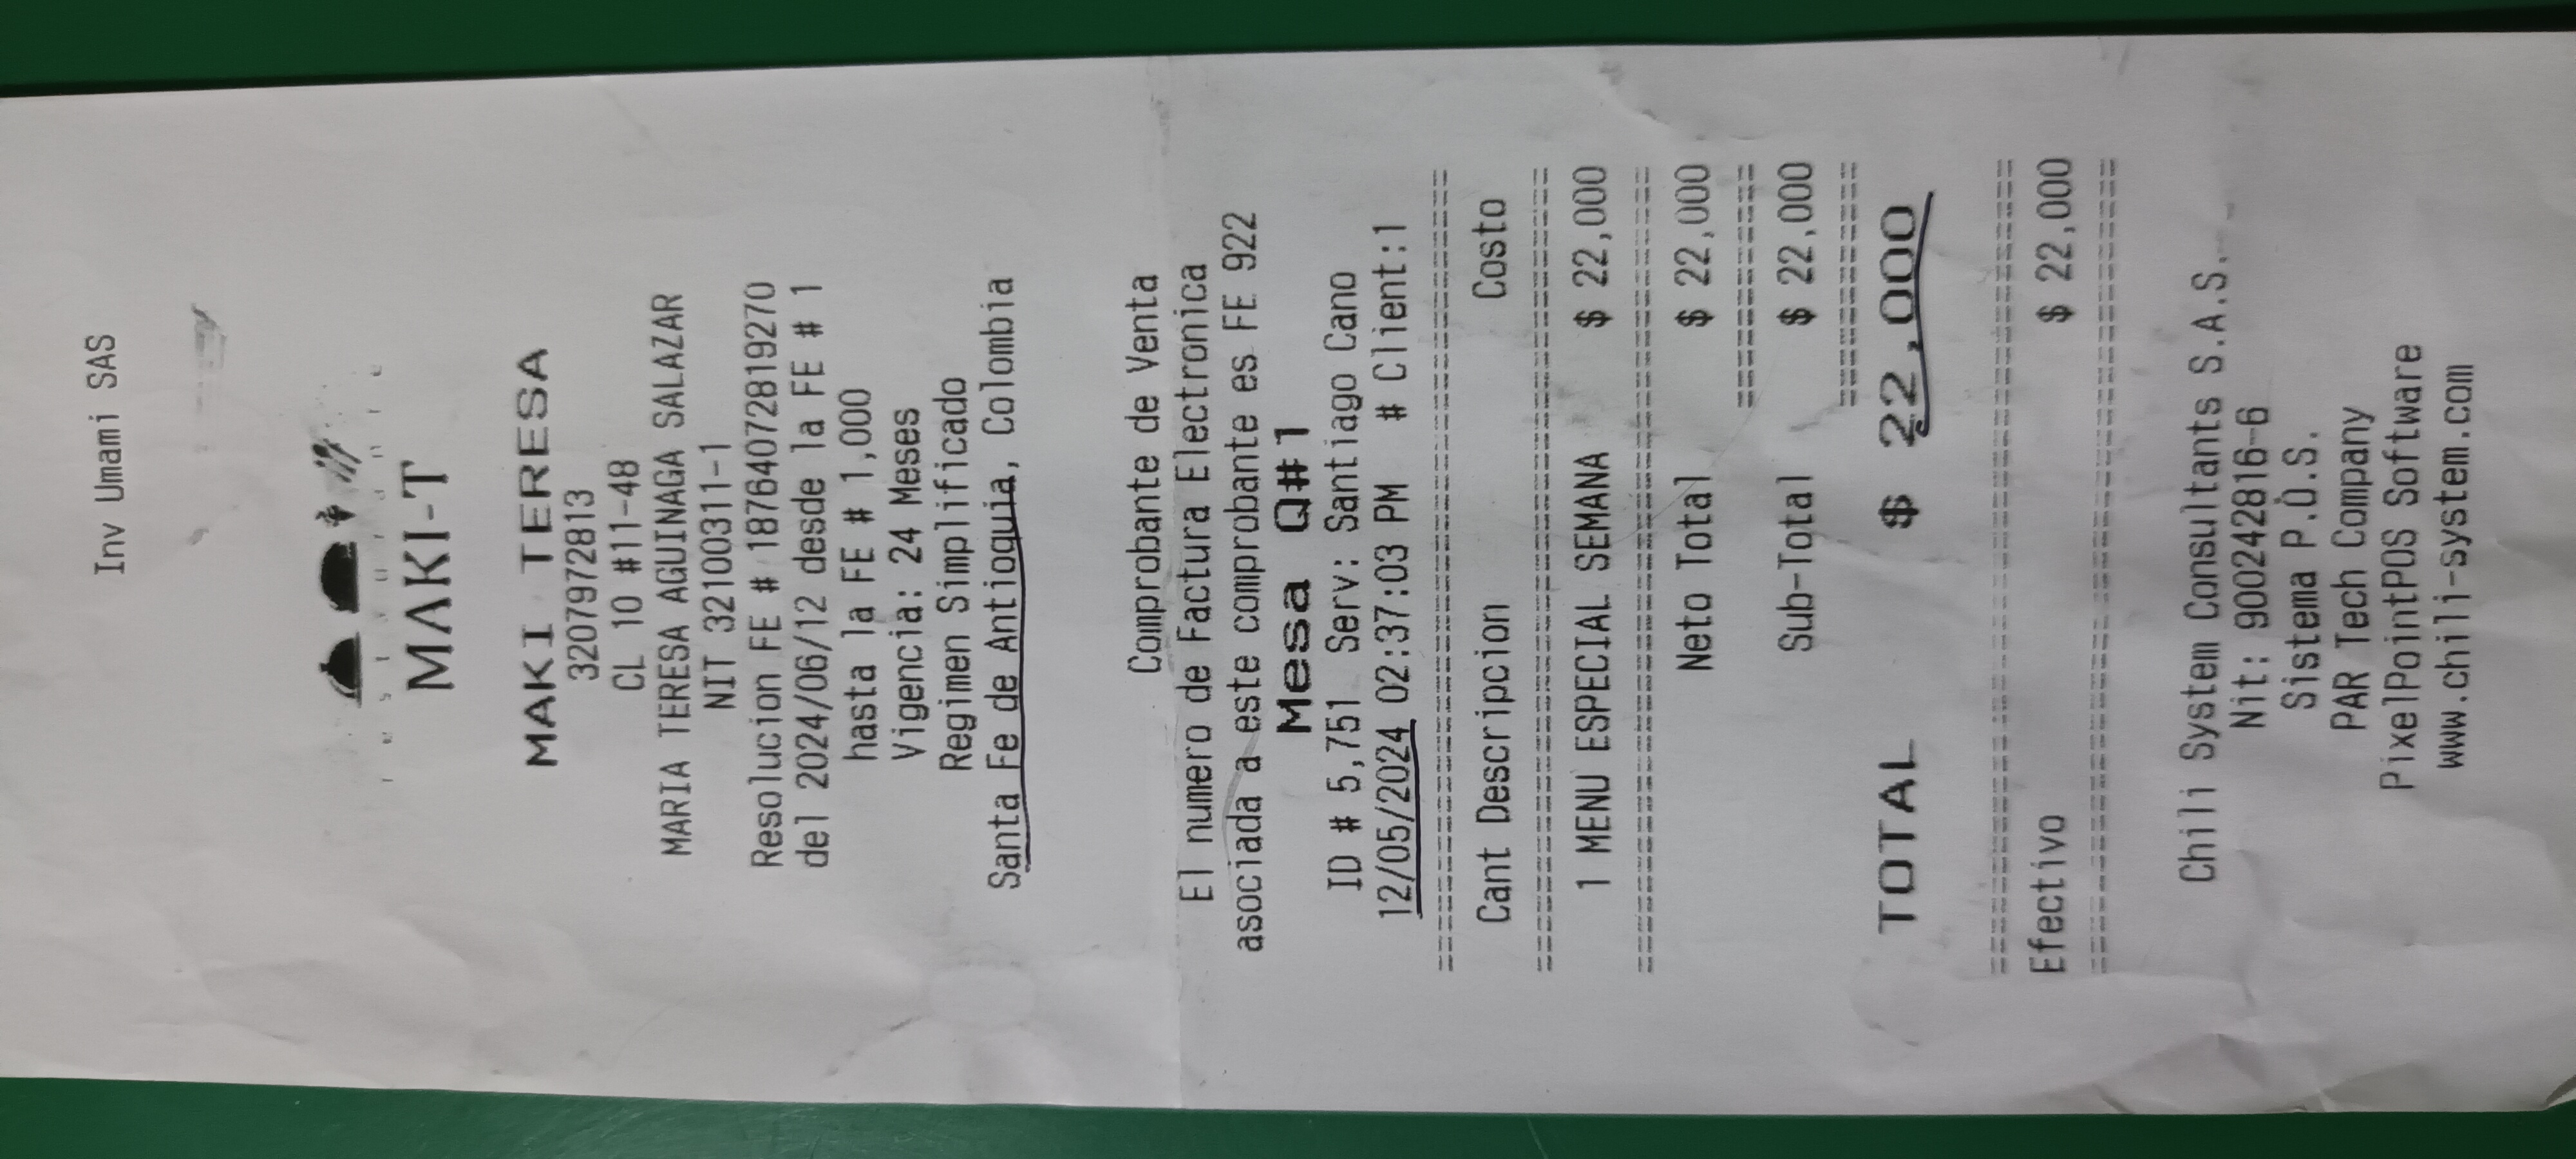 Inv Umami SAS
MAKI-T
MAKI TERESA
3207972813
CL 10 #11-48
MARIA TERESA AGUINAGA SALAZAR
NIT 32100311-1
Resolucion FE # 18764072819270
del 2024/06/12 desde la FE # 1
hasta la FE # 1,000
Vigencia: 24 Meses
Regimen Simplificado
Santa Fe de Antioquia, Colombia
Comprobante de Venta
El numero de Factura Electronica
asociada a este comprobante es FE 922
Mesa Q#1
ID # 5,751 Serv: Santiago Cano
12/05/2024 02:37:03 PM # Client:1
Cant Descripcion Costo
1 MENU ESPECIAL SEMANA $ 22,000
Neto Total $ 22,000
Sub-Total $ 22,000
TOTAL $ 22,000
Efectivo $ 22,000
Chili System Consultants S.A.S.
Nit: 900242816-6
Sistema P.O.S.
PAR Tech Company
PixelPointPOS Software
www.chili-system.com